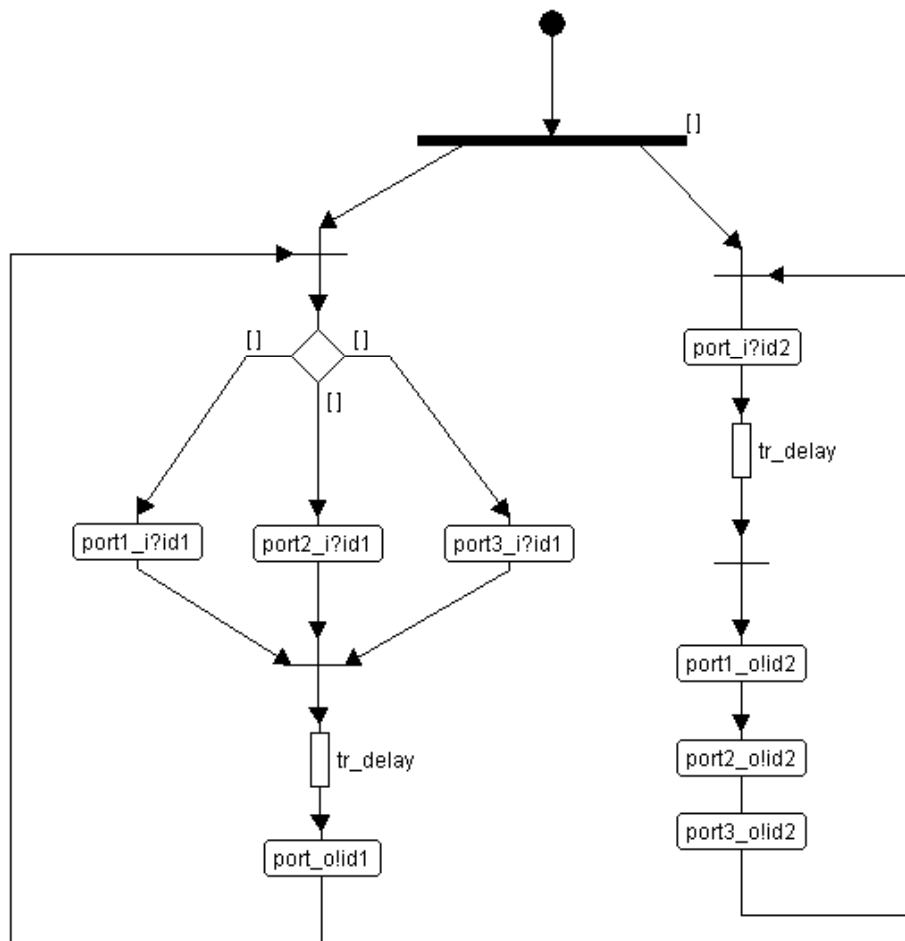 [ ]
[ ]
[ ]
[ ]
port_i?id2
tr_delay
port1_i?id1
port2_i?id1
port3_i?id1
port1_o!id2
port2_o!id2
tr_delay
port3_o!id2
port_o!id1